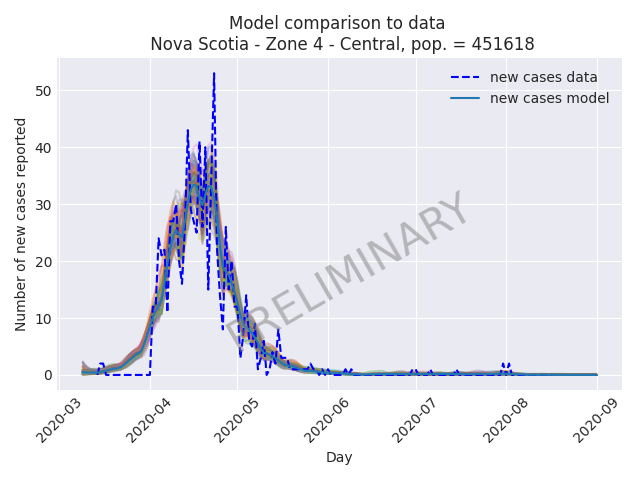 Model comparison to data
Nova Scotia - Zone 4 - Central, pop. = 451618
new cases data
new cases model
Number of new cases reported
50
40
30
20
10
0
PRELIMINARY
2020-03
2020-04
2020-05
2020-06
2020-07
2020-08
2020-09
Day